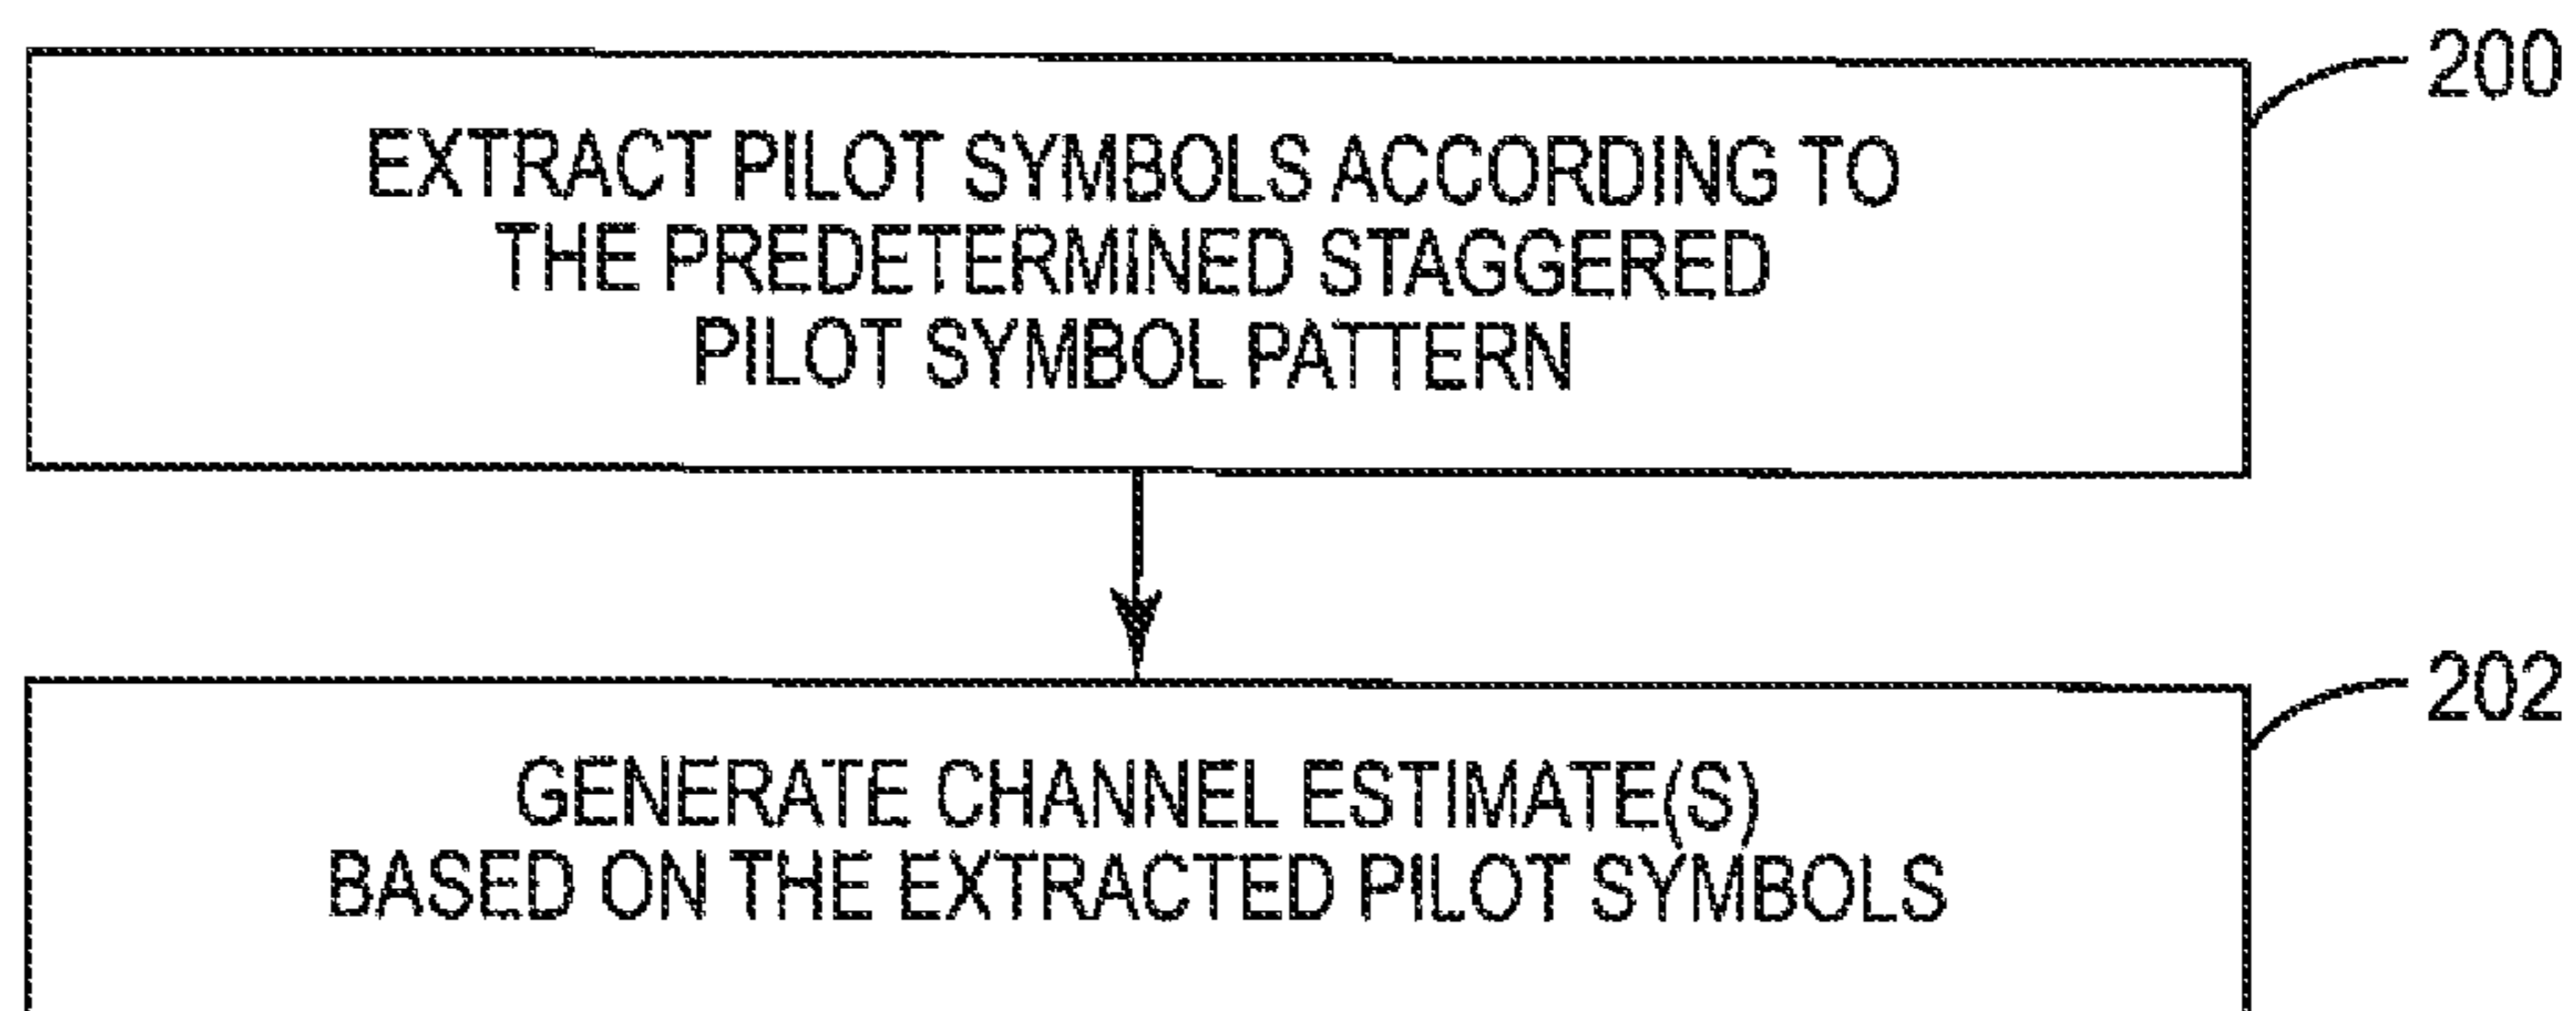 200
EXTRACT PILOT SYMBOLS ACCORDING TO
THE PREDETERMINED STAGGERED
PILOT SYMBOL PATTERN
202
GENERATE CHANNEL ESTIMATE(S)
BASED ON THE EXTRACTED PILOT SYMBOLS